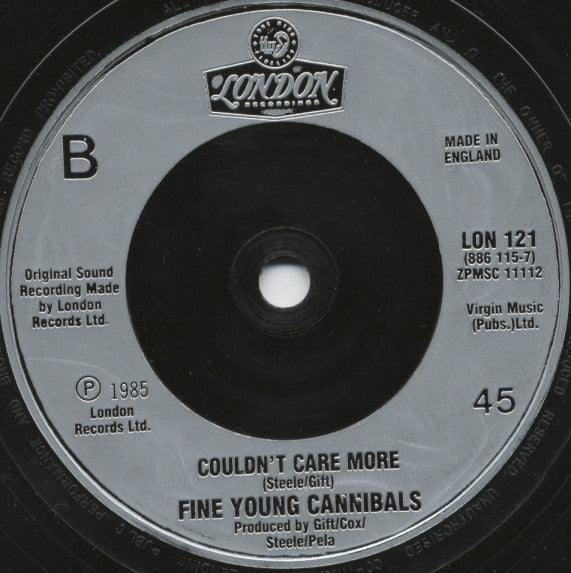 LONDON
RECORDINGS
B
MADE IN
ENGLAND
LON 121
(886 115-7)
ZPMSC 11112
Original Sound
Recording Made
by London
Records Ltd.
Virgin Music
(Pubs.)Ltd.
℗ 1985
London
Records Ltd.
45
COULDN'T CARE MORE
(Steele/Gift)
FINE YOUNG CANNIBALS
Produced by Gift/Cox/
Steele/Pela